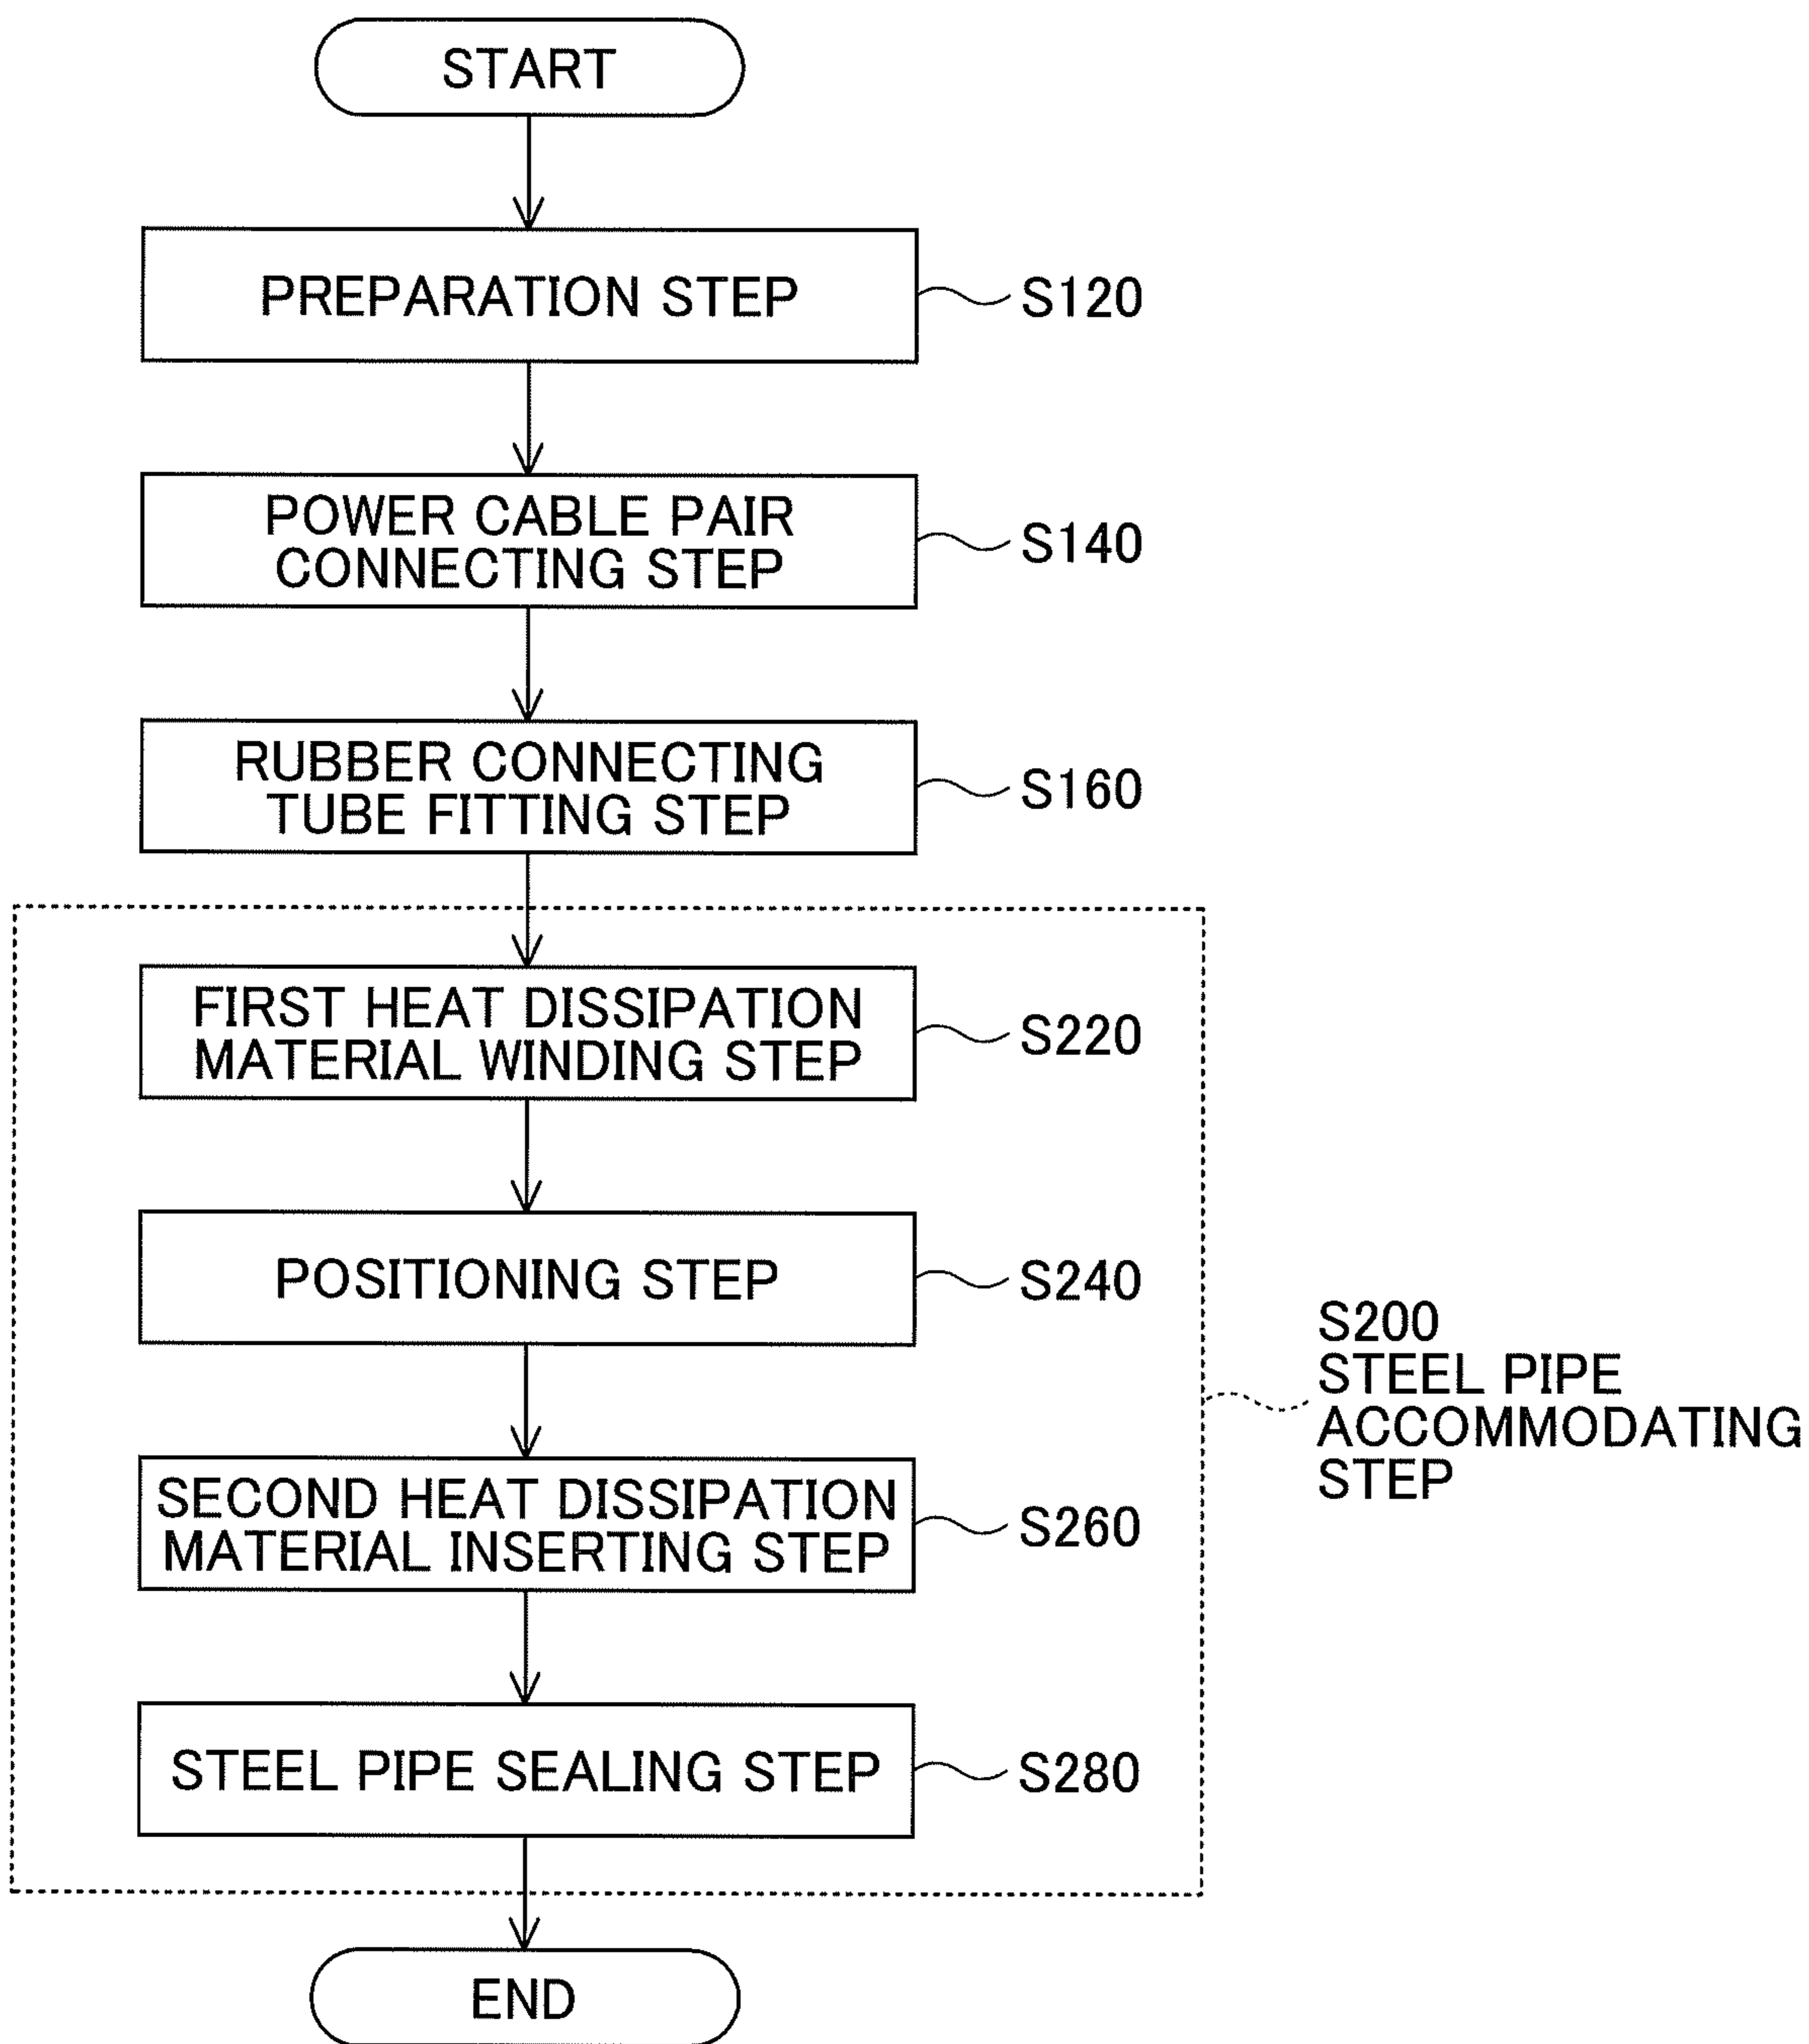 START
PREPARATION STEP
S120
POWER CABLE PAIR
CONNECTING STEP
S140
RUBBER CONNECTING
TUBE FITTING STEP
S160
FIRST HEAT DISSIPATION
MATERIAL WINDING STEP
S220
POSITIONING STEP
S240
S200
STEEL PIPE
ACCOMMODATING
STEP
SECOND HEAT DISSIPATION
MATERIAL INSERTING STEP
S260
STEEL PIPE SEALING STEP
S280
END